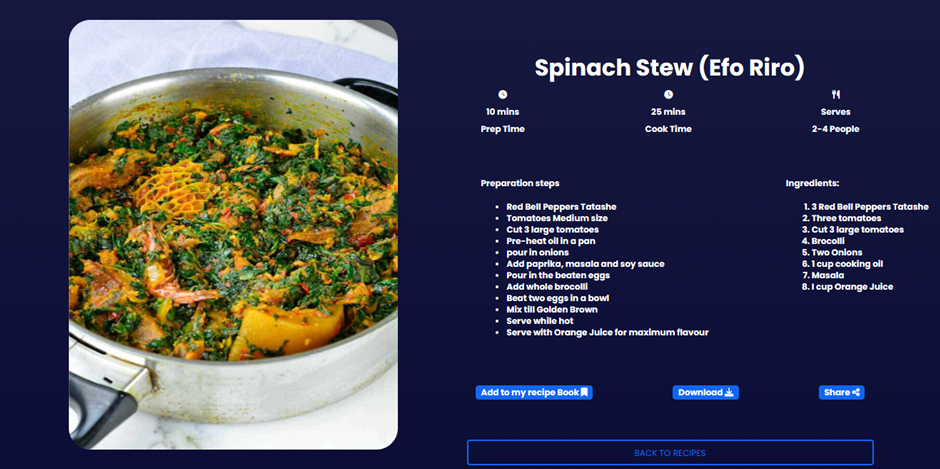 Spinach Stew (Efo Riro)
10 mins
Prep Time
25 mins
Cook Time
Serves
2-4 People
Preparation steps
• Red Bell Peppers Tatashe
• Tomatoes Medium size
• Cut 3 large tomatoes
• Pre-heat oil in a pan
• pour in onions
• Add paprika, masala and soy sauce
• Pour in the beaten eggs
• Add whole brocolli
• Beat two eggs in a bowl
• Mix till Golden Brown
• Serve while hot
• Serve with Orange Juice for maximum flavour
Ingredients:
1. 3 Red Bell Peppers Tatashe
2. Three tomatoes
3. Cut 3 large tomatoes
4. Brocolli
5. Two Onions
6. 1 cup cooking oil
7. Masala
8. I cup Orange Juice
Add to my recipe Book
Download
Share
BACK TO RECIPES